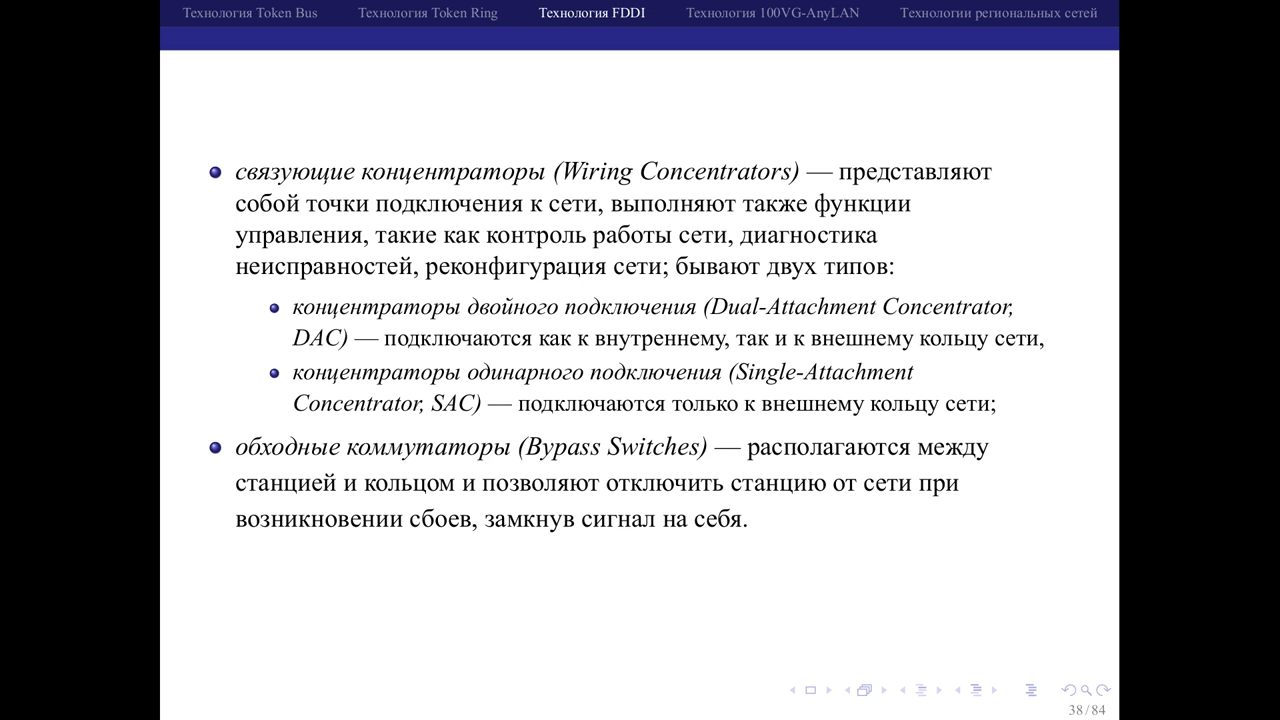 Технология Token Bus Технология Token Ring Технология FDDI Технология 100VG-AnyLAN Технологии региональных сетей
связующие концентраторы (Wiring Concentrators) — представляют
собой точки подключения к сети, выполняют также функции
управления, такие как контроль работы сети, диагностика
неисправностей, реконфигурация сети; бывают двух типов:
концентраторы двойного подключения (Dual-Attachment Concentrator,
DAC) — подключаются как к внутреннему, так и к внешнему кольцу сети,
концентраторы одинарного подключения (Single-Attachment
Concentrator, SAC) — подключаются только к внешнему кольцу сети;
обходные коммутаторы (Bypass Switches) — располагаются между
станцией и кольцом и позволяют отключить станцию от сети при
возникновении сбоев, замкнув сигнал на себя.
38 / 84